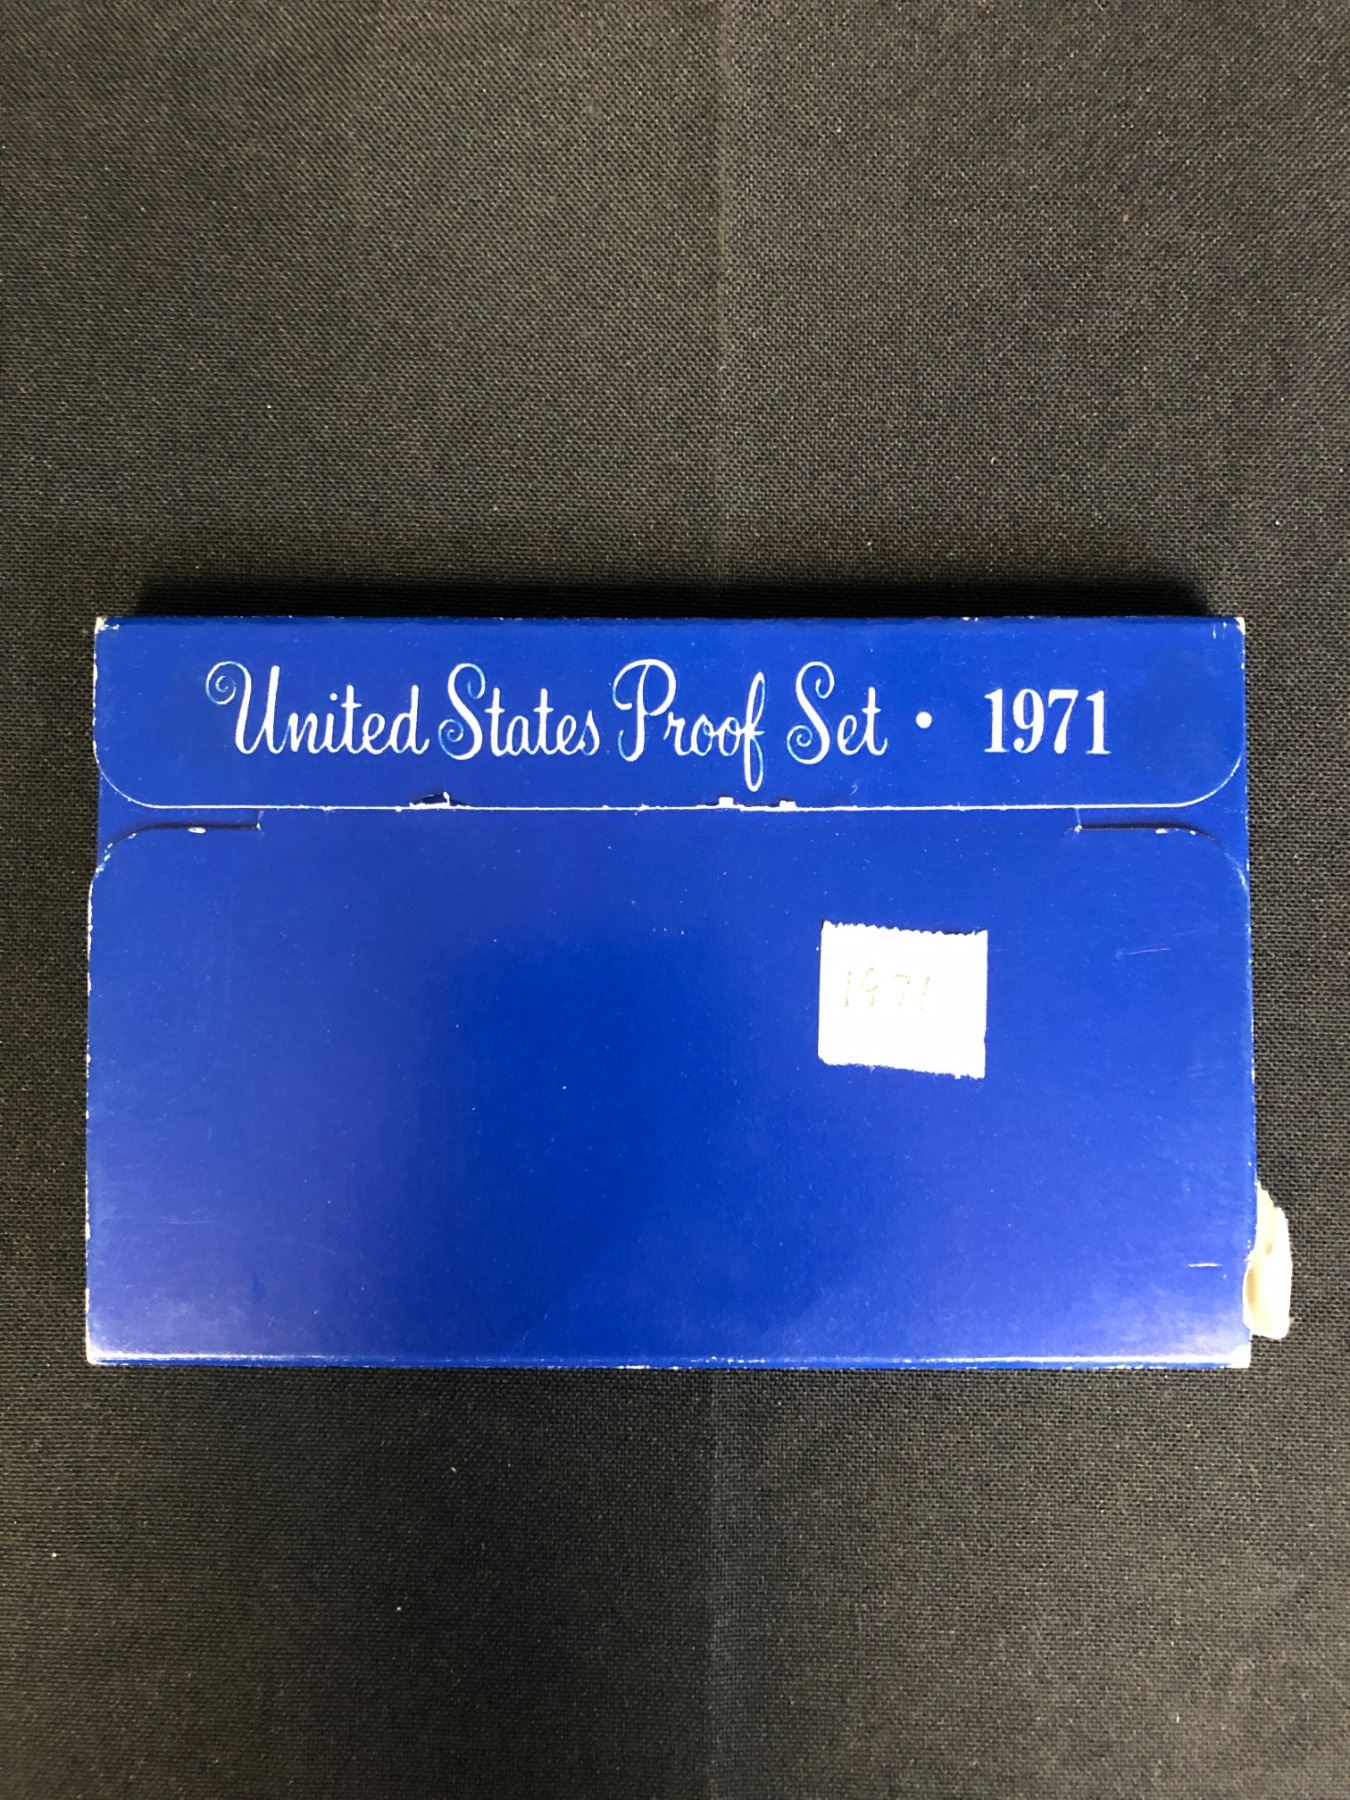 United States Proof Set • 1971
1971